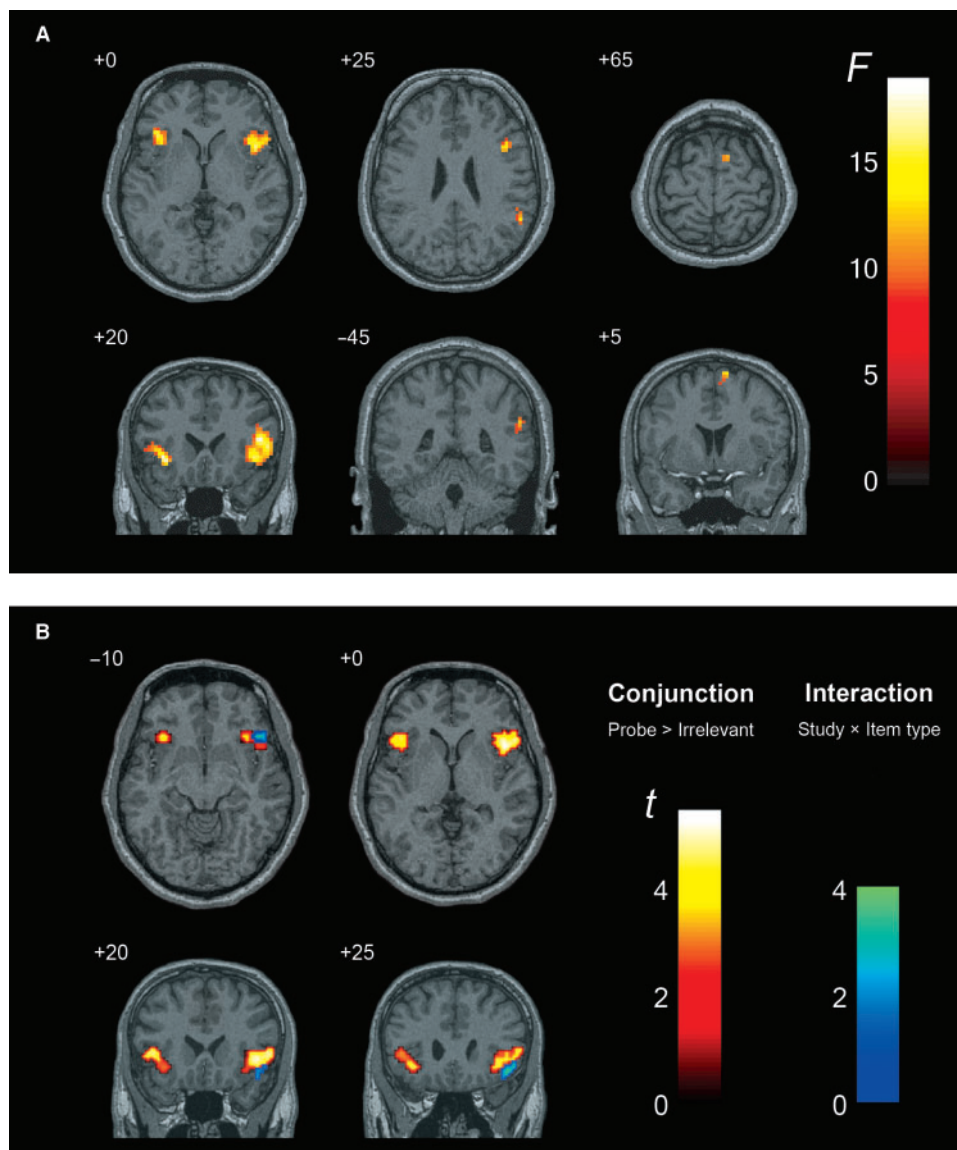 A
+0
+25
+65
F
15
10
5
0
+20
−45
+5
B
−10
+0
Conjunction
Probe > Irrelevant
Interaction
Study × Item type
t
4
2
0
4
2
0
+20
+25